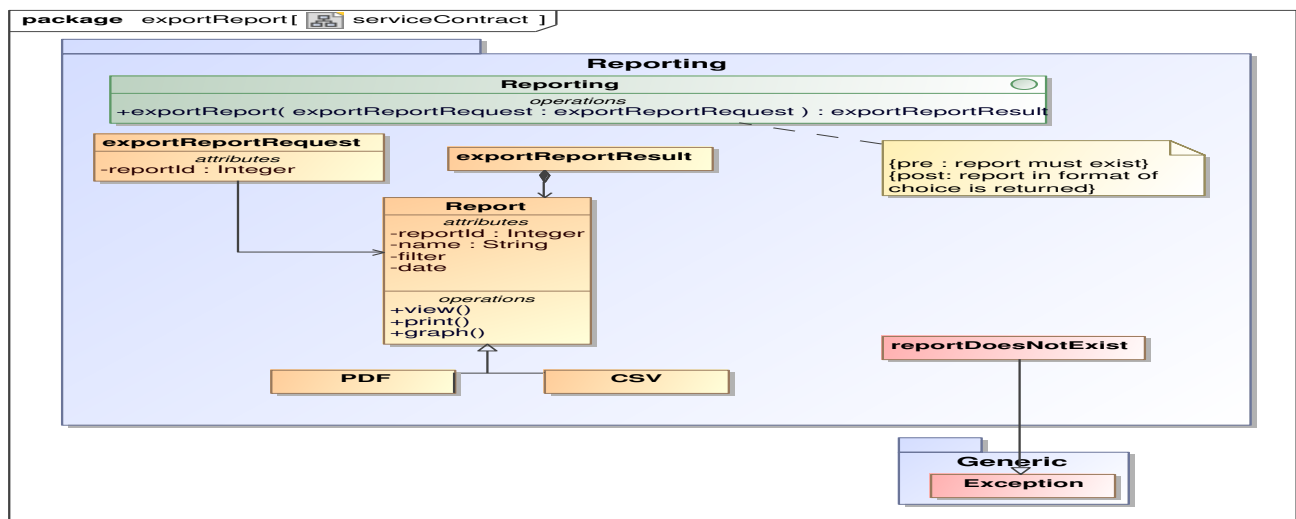 package exportReport[ serviceContract ]
Reporting
Reporting
operations
+exportReport( exportReportRequest : exportReportRequest ) : exportReportResult
exportReportRequest
attributes
-reportId : Integer
exportReportResult
{pre : report must exist}
{post: report in format of
choice is returned}
Report
attributes
-reportId : Integer
-name : String
-filter
-date
operations
+view()
+print()
+graph()
reportDoesNotExist
PDF
CSV
Generic
Exception